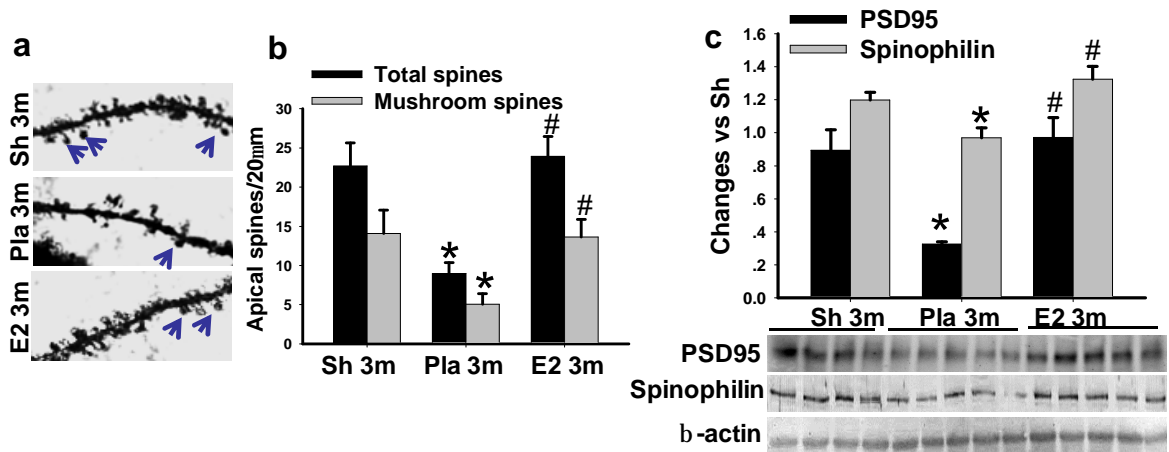 a
Sh 3m
Pla 3m
E2 3m
b
Total spines
Mushroom spines
Apical spines/20mm
30
25
20
15
10
5
0
* * # #
Sh 3m Pla 3m E2 3m
c
PSD95
Spinophilin
Changes vs Sh
1.6
1.4
1.2
1.0
.8
.6
.4
.2
0.0
* * # #
Sh 3m Pla 3m E2 3m
PSD95
Spinophilin
b-actin